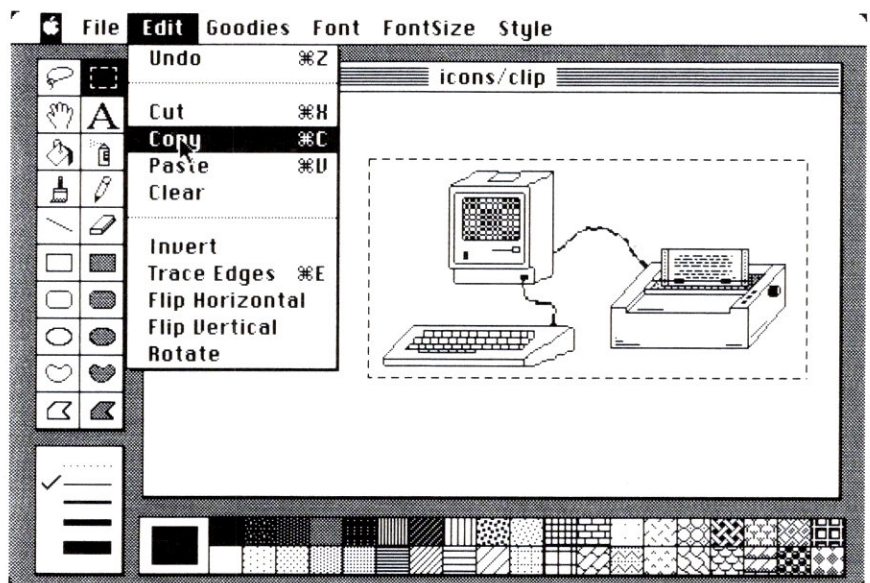 File Edit Goodies Font FontSize Style
icons/clip
Undo ⌘Z
Cut ⌘X
Copy ⌘C
Paste ⌘V
Clear
Invert
Trace Edges ⌘E
Flip Horizontal
Flip Vertical
Rotate
A